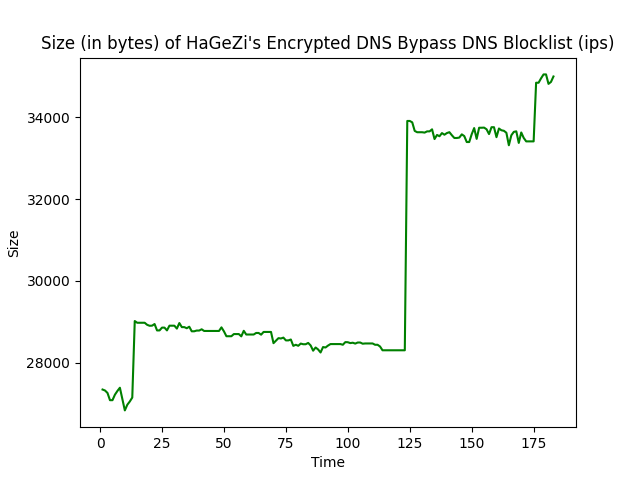 Size (in bytes) of HaGeZi's Encrypted DNS Bypass DNS Blocklist (ips)
34000
32000
30000
28000
Size
0 25 50 75 100 125 150 175
Time